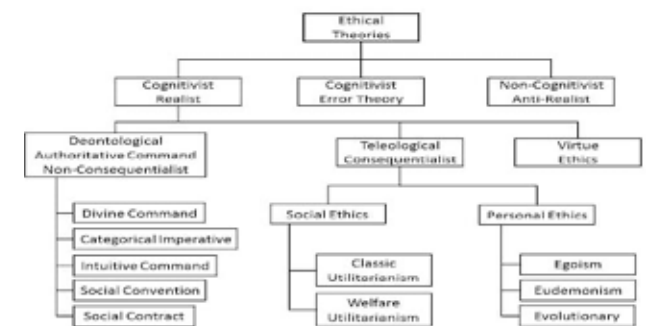 Ethical
Theories
Cognitivist
Realist
Cognitivist
Error Theory
Non-Cognitivist
Anti-Realist
Deontological
Authoritative Command
Non-Consequentialist
Teleological
Consequentialist
Virtue
Ethics
Divine Command
Categorical Imperative
Intuitive Command
Social Convention
Social Contract
Social Ethics
Classic
Utilitarianism
Welfare
Utilitarianism
Personal Ethics
Egoism
Eudemonism
Evolutionary